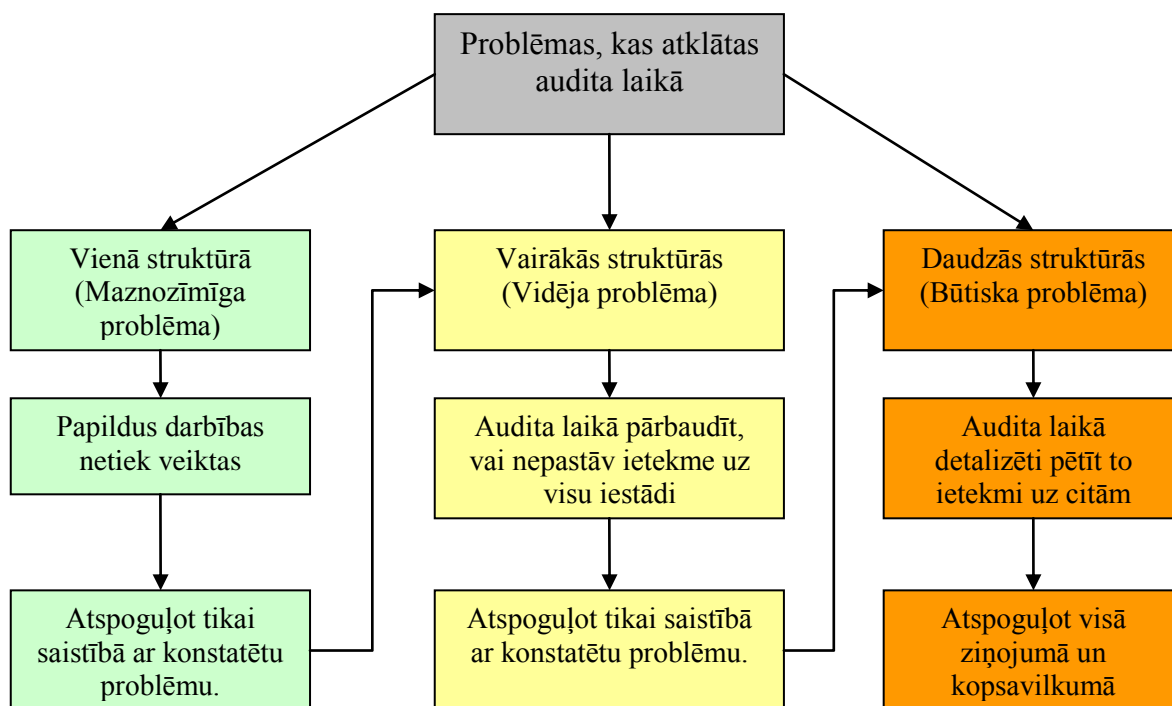 Problēmas, kas atklātas
audita laikā
Vienā struktūrā
(Maznozīmīga
problēma)
Vairākās struktūrās
(Vidēja problēma)
Daudzās struktūrās
(Būtiska problēma)
Papildus darbības
netiek veiktas
Audita laikā pārbaudīt,
vai nepastāv ietekme uz
visu iestādi
Audita laikā
detalizēti pētīt to
ietekmi uz citām
Atspoguļot tikai
saistībā ar konstatētu
problēmu.
Atspoguļot tikai saistībā
ar konstatētu problēmu.
Atspoguļot visā
ziņojumā un
kopsavilkumā